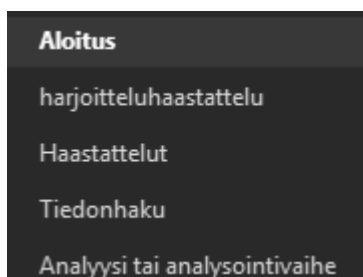 Aloitus
harjoitteluhaastattelu
Haastattelut
Tiedonhaku
Analyysi tai analysointivaihe